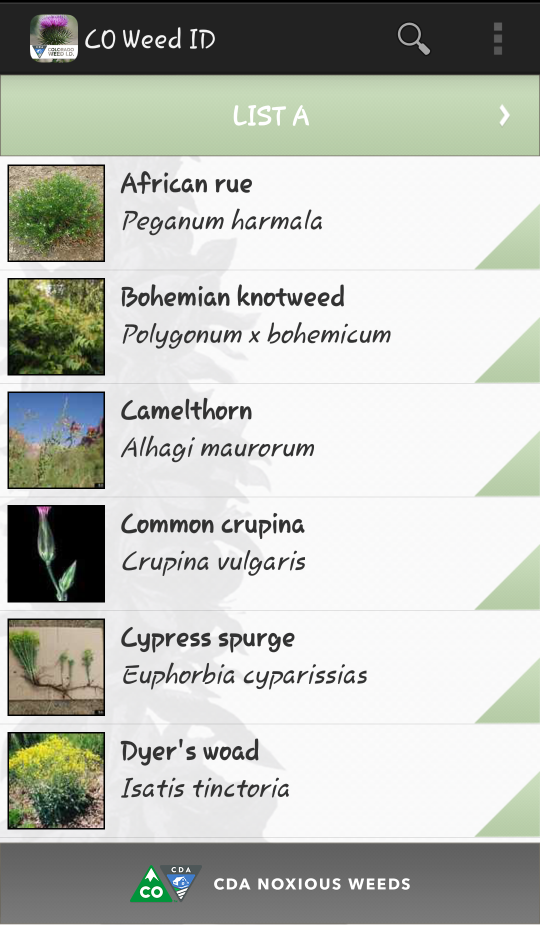 CO Weed ID
LIST A
African rue
Peganum harmala
Bohemian knotweed
Polygonum x bohemicum
Camelthorn
Alhagi maurorum
Common crupina
Crupina vulgaris
Cypress spurge
Euphorbia cyparissias
Dyer's woad
Isatis tinctoria
CDA
CO
CDA NOXIOUS WEEDS